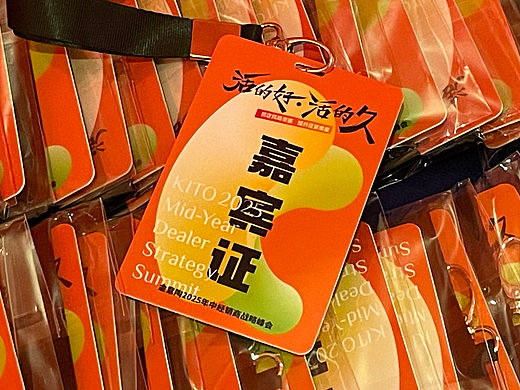 活的好·活的久
嘉宾证
KITO 202
Mid-Year
Dealer
Strategy
Summit
2025年中经销商战略峰会